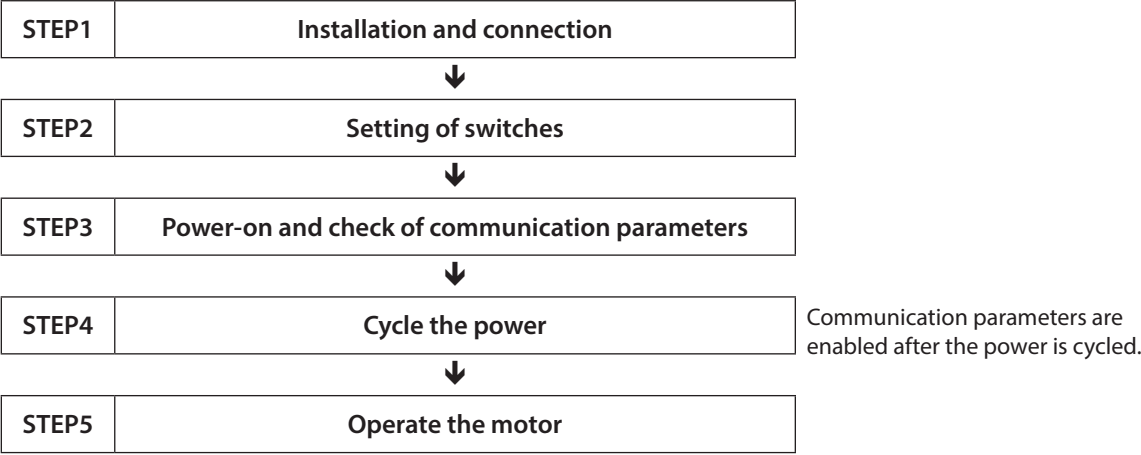 STEP1 Installation and connection
STEP2 Setting of switches
STEP3 Power-on and check of communication parameters
STEP4 Cycle the power
Communication parameters are
enabled after the power is cycled.
STEP5 Operate the motor